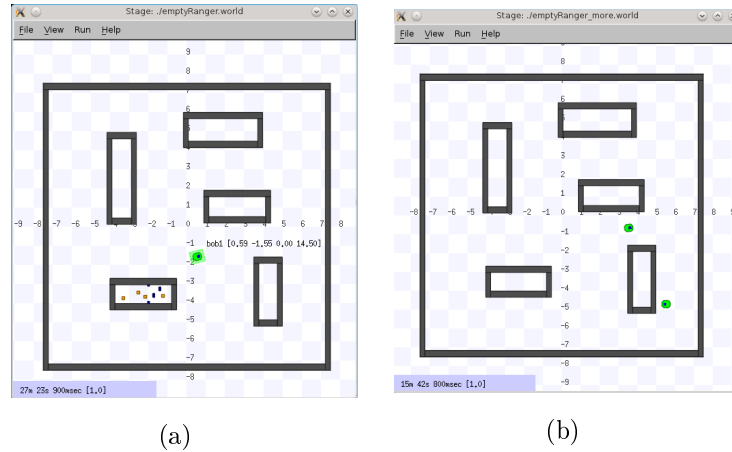 Stage: ./emptyRanger.world
File View Run Help
9
8
6
5
4
3
2
1
-9 -8 -7 -6 -5 -4 -3 -2 -1 0 1 2 3 4 5 6 7 8
-1
bob1 [0.59 -1.55 0.00 14.50]
-2
-3
-4
-5
-6
-8
27m 23s 900msec [1.0]
(a)
Stage: ./emptyRanger_more.world
File View Run Help
8
6
5
3
2
1
-8 -7 -6 -5 -4 -3 -2 -1 0 1 2 3 4 5 6 7 8
-1
-2
-3
-4
-5
-6
-9
15m 42s 800msec [1.0]
(b)